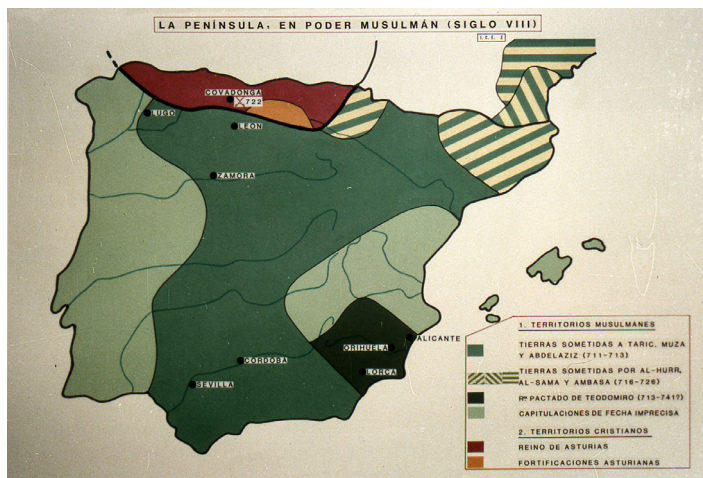 LA PENÍNSULA, EN PODER MUSULMÁN (SIGLO VIII)
COVADONGA
722
LUGO
LEÓN
ZAMORA
ALICANTE
ORIHUELA
LORCA
CÓRDOBA
SEVILLA
1. TERRITORIOS MUSULMANES
TIERRAS SOMETIDAS A TARIC, MUZA
Y ABDELAZIZ (711-713)
TIERRAS SOMETIDAS POR AL-HURR,
AL-SAMA Y AMBASA (716-726)
Rº PACTADO DE TEODOMIRO (713-741?)
CAPITULACIONES DE FECHA IMPRECISA
2. TERRITORIOS CRISTIANOS
REINO DE ASTURIAS
FORTIFICACIONES ASTURIANAS